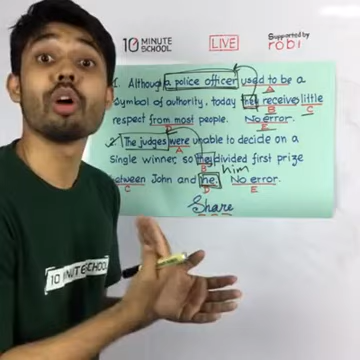 10 MINUTE SCHOOL
LIVE
Supported by
robi
1. Although a police officer used to be a
A
symbol of authority, today they receive little
B C
respect from most people. No error.
D E
2. The judges were unable to decide on a
A
single winner, so they divided first prize
B
him
between John and he. No error.
C D E
Share
10 MINUTE SCHOOL